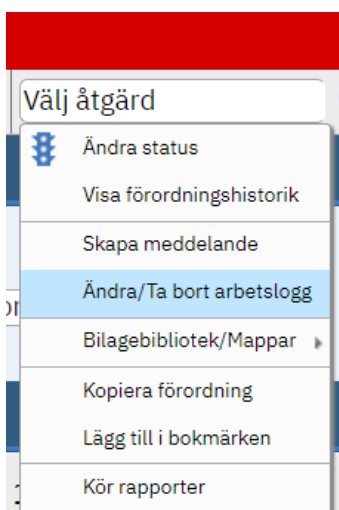 Välj åtgärd
Ändra status
Visa förordningshistorik
Skapa meddelande
Ändra/Ta bort arbetslogg
Bilagebibliotek/Mappar
Kopiera förordning
Lägg till i bokmärken
Kör rapporter